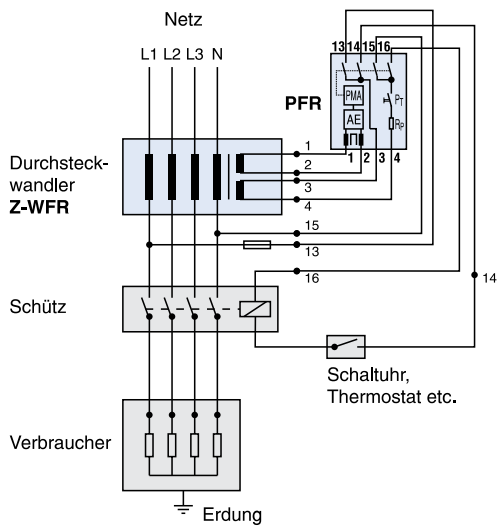 Netz
L1 L2 L3 N
13 14 15 16
PFR
PMA
AE
PT
RP
1 2 3 4
Durchsteck-
wandler
Z-WFR
1
2
3
4
15
13
16
14
Schütz
Schaltuhr,
Thermostat etc.
Verbraucher
Erdung